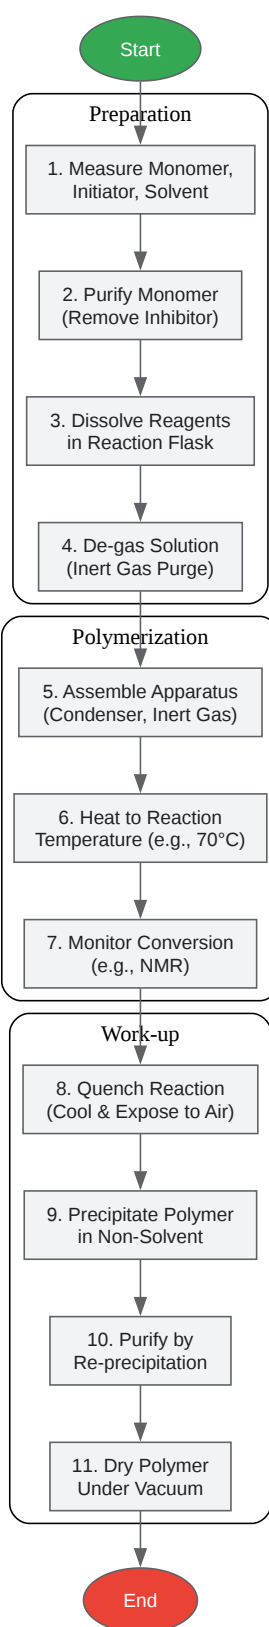 Start
Preparation
1. Measure Monomer,
Initiator, Solvent
2. Purify Monomer
(Remove Inhibitor)
3. Dissolve Reagents
in Reaction Flask
4. De-gas Solution
(Inert Gas Purge)
Polymerization
5. Assemble Apparatus
(Condenser, Inert Gas)
6. Heat to Reaction
Temperature (e.g., 70°C)
7. Monitor Conversion
(e.g., NMR)
Work-up
8. Quench Reaction
(Cool & Expose to Air)
9. Precipitate Polymer
in Non-Solvent
10. Purify by
Re-precipitation
11. Dry Polymer
Under Vacuum
End